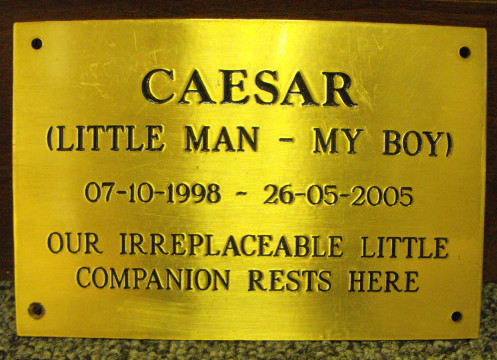 CAESAR
(LITTLE MAN - MY BOY)
07-10-1998 ~ 26-05-2005
OUR IRREPLACEABLE LITTLE
COMPANION RESTS HERE